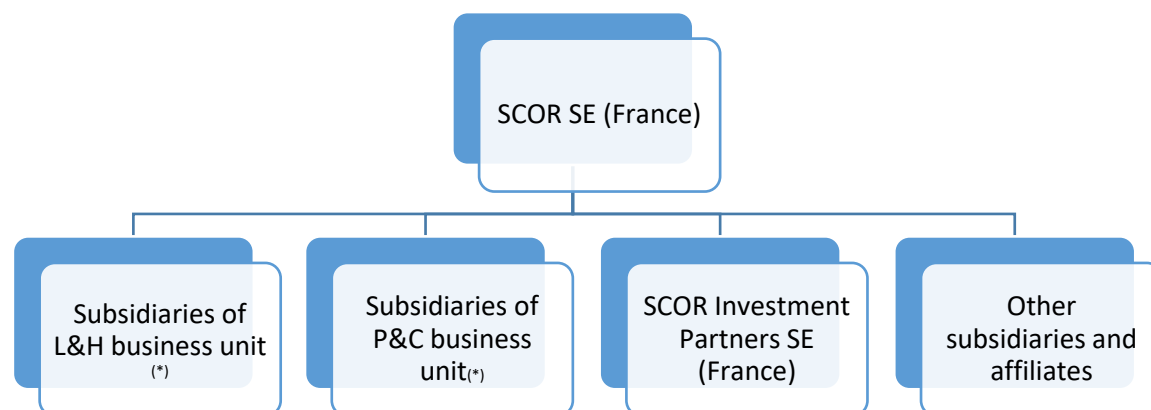 SCOR SE (France)
Subsidiaries of
L&H business unit
(*)
Subsidiaries of
P&C business
unit(*)
SCOR Investment
Partners SE
(France)
Other
subsidiaries and
affiliates